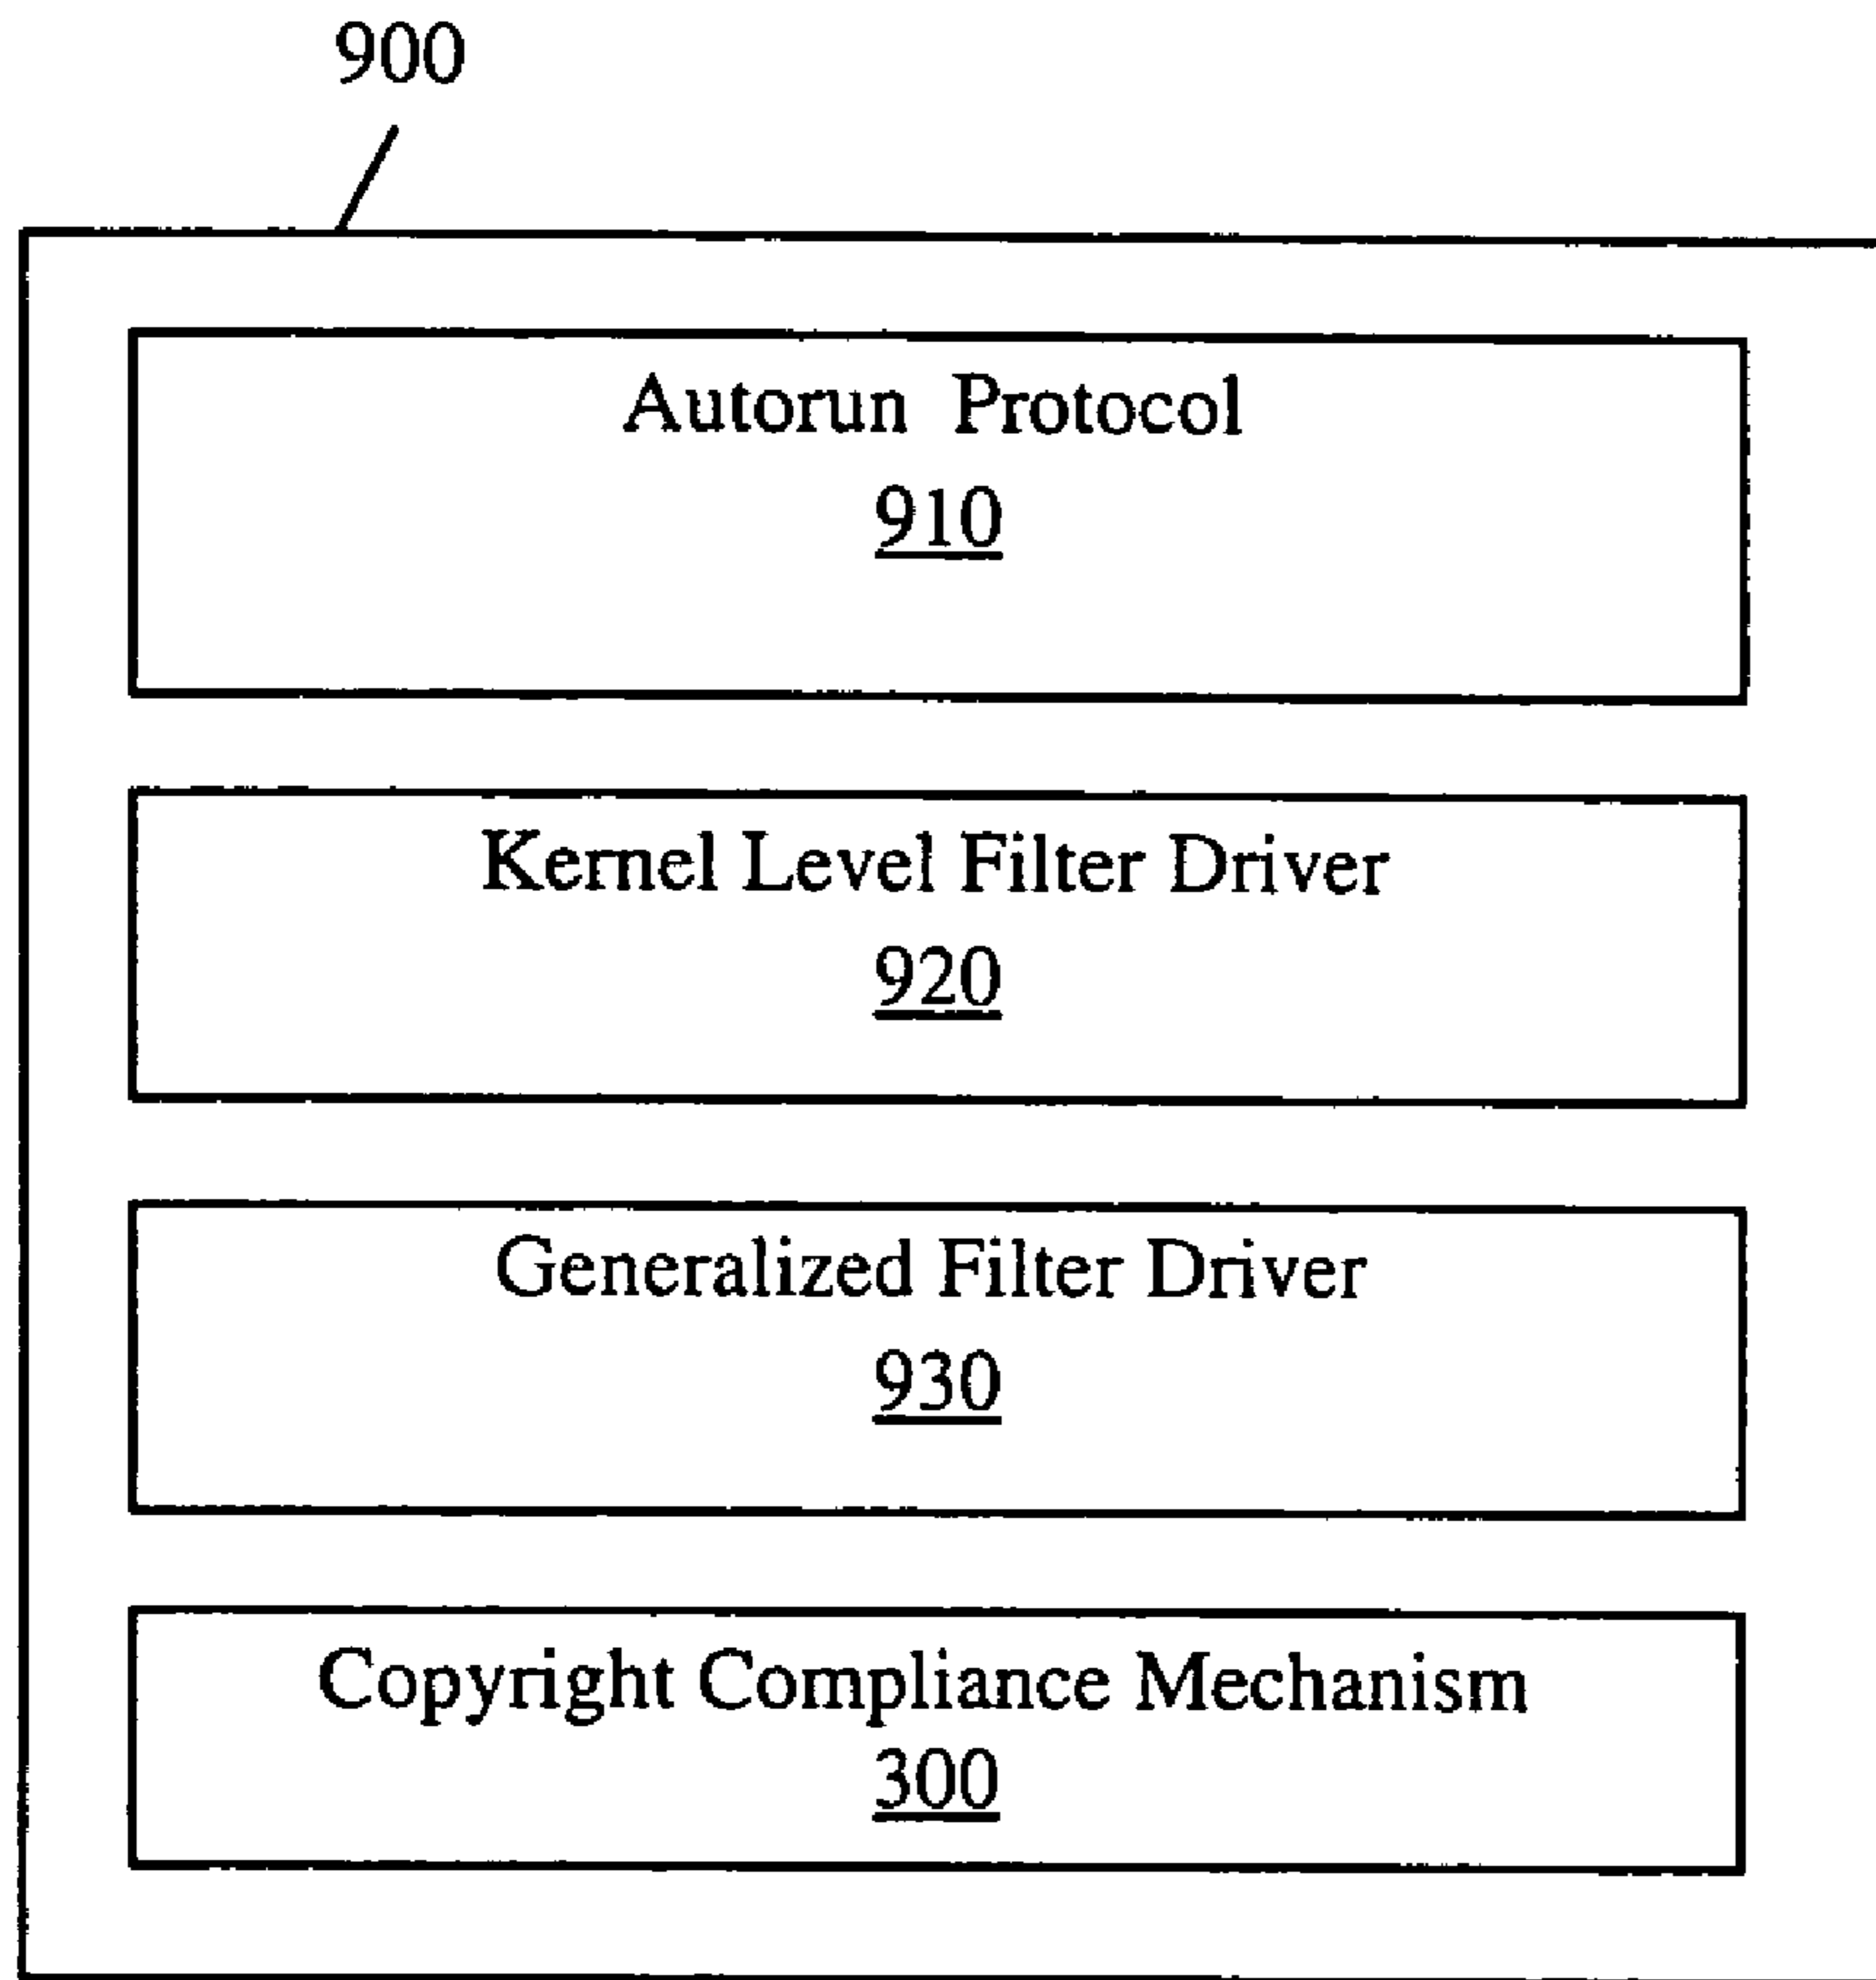 900
Autorun Protocol
910
Kernel Level Filter Driver
920
Generalized Filter Driver
930
Copyright Compliance Mechanism
300